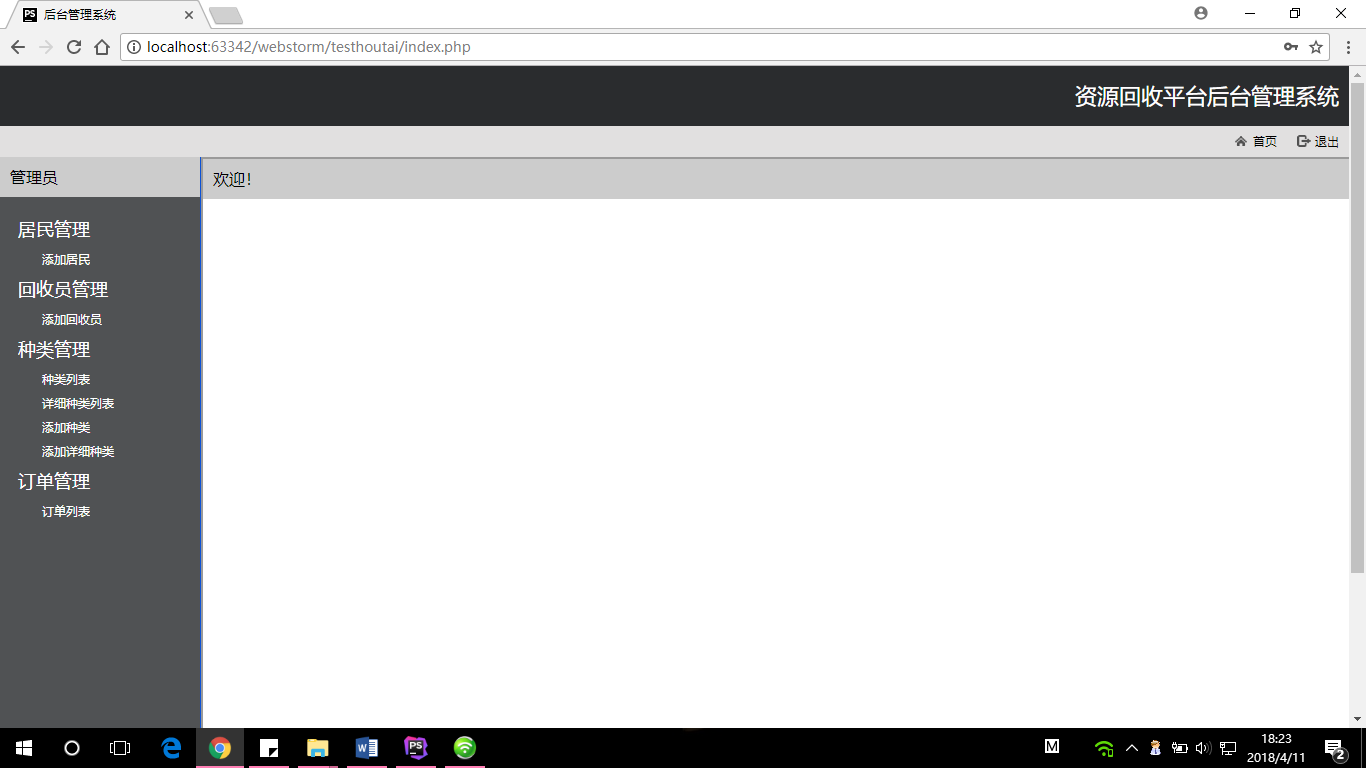 PS 后台管理系统
localhost:63342/webstorm/testhoutai/index.php
资源回收平台后台管理系统
首页 退出
管理员
欢迎!
居民管理
添加居民
回收员管理
添加回收员
种类管理
种类列表
详细种类列表
添加种类
添加详细种类
订单管理
订单列表
PS
M
18:23
2018/4/11
2